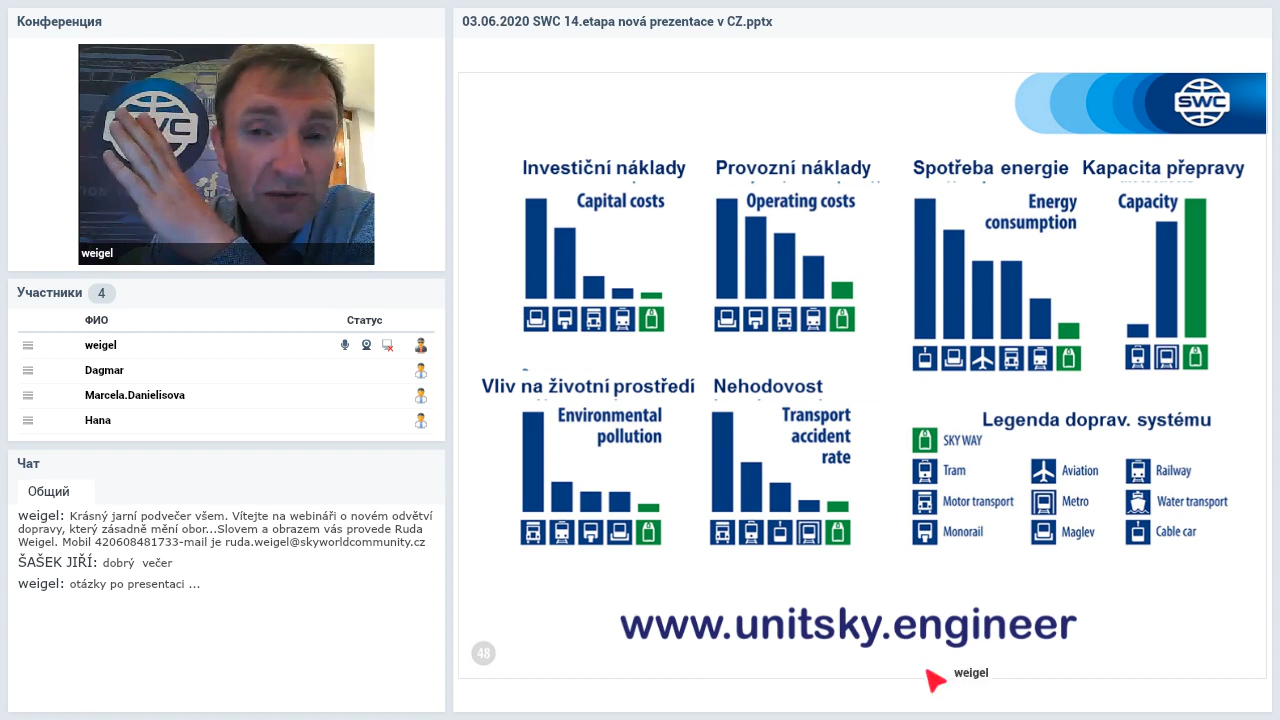 Конференция
SWC
weigel
Участники 4
ФИО
Статус
weigel
Dagmar
Marcela.Danielisova
Hana
Чат
Общий
weigel: Krásný jarní podvečer všem. Vítejte na webináři o novém odvětví
dopravy, který zásadně mění obor...Slovem a obrazem vás provede Ruda
Weigel. Mobil 420608481733-mail je ruda.weigel@skyworldcommunity.cz
ŠAŠEK JIŘÍ: dobrý večer
weigel: otázky po presentaci ...
03.06.2020 SWC 14.etapa nová prezentace v CZ.pptx
SWC
Investiční náklady
Capital costs
Provozní náklady
Operating costs
Spotřeba energie
Energy
consumption
Kapacita přepravy
Capacity
Vliv na životní prostředí
Environmental
pollution
Nehodovost
Transport
accident
rate
Legenda doprav. systému
SKY WAY
Tram
Aviation
Railway
Motor transport
Metro
Water transport
Monorail
Maglev
Cable car
www.unitsky.engineer
48
weigel